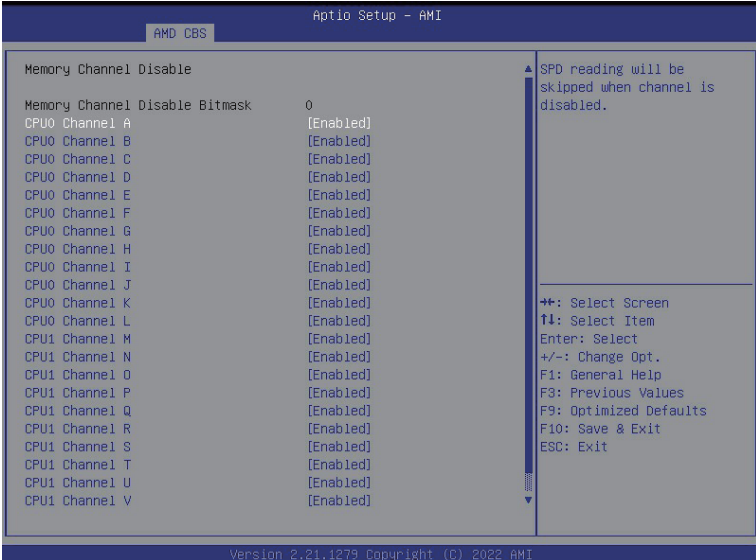 Aptio Setup - AMI
AMD CBS
Memory Channel Disable
Memory Channel Disable Bitmask 0
CPU0 Channel A [Enabled]
CPU0 Channel B [Enabled]
CPU0 Channel C [Enabled]
CPU0 Channel D [Enabled]
CPU0 Channel E [Enabled]
CPU0 Channel F [Enabled]
CPU0 Channel G [Enabled]
CPU0 Channel H [Enabled]
CPU0 Channel I [Enabled]
CPU0 Channel J [Enabled]
CPU0 Channel K [Enabled]
CPU0 Channel L [Enabled]
CPU1 Channel M [Enabled]
CPU1 Channel N [Enabled]
CPU1 Channel O [Enabled]
CPU1 Channel P [Enabled]
CPU1 Channel Q [Enabled]
CPU1 Channel R [Enabled]
CPU1 Channel S [Enabled]
CPU1 Channel T [Enabled]
CPU1 Channel U [Enabled]
CPU1 Channel V [Enabled]
SPD reading will be
skipped when channel is
disabled.
→←: Select Screen
↑↓: Select Item
Enter: Select
+/-: Change Opt.
F1: General Help
F3: Previous Values
F9: Optimized Defaults
F10: Save & Exit
ESC: Exit
Version 2.21.1279 Copyright (C) 2022 AMI